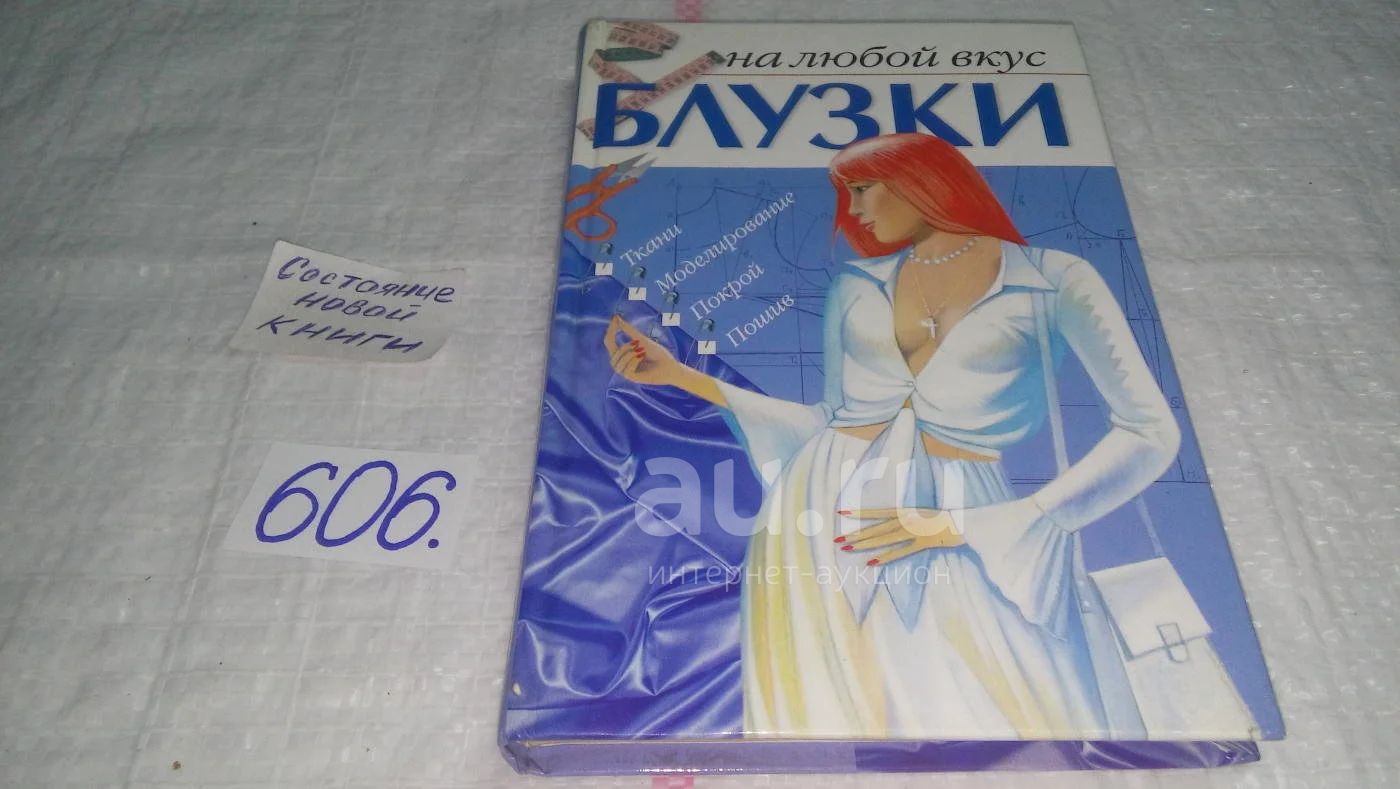 на любой вкус
БЛУЗКИ
Ткани
Моделирование
Покрой
Пошив
Состояние
новой
книги
606.
au.ru
интернет-аукцион